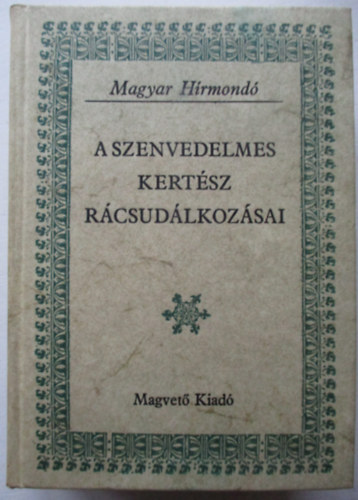 Magyar Hírmondó
A SZENVEDELMES
KERTÉSZ
RÁCSUDÁLKOZÁSAI
Magvető Kiadó